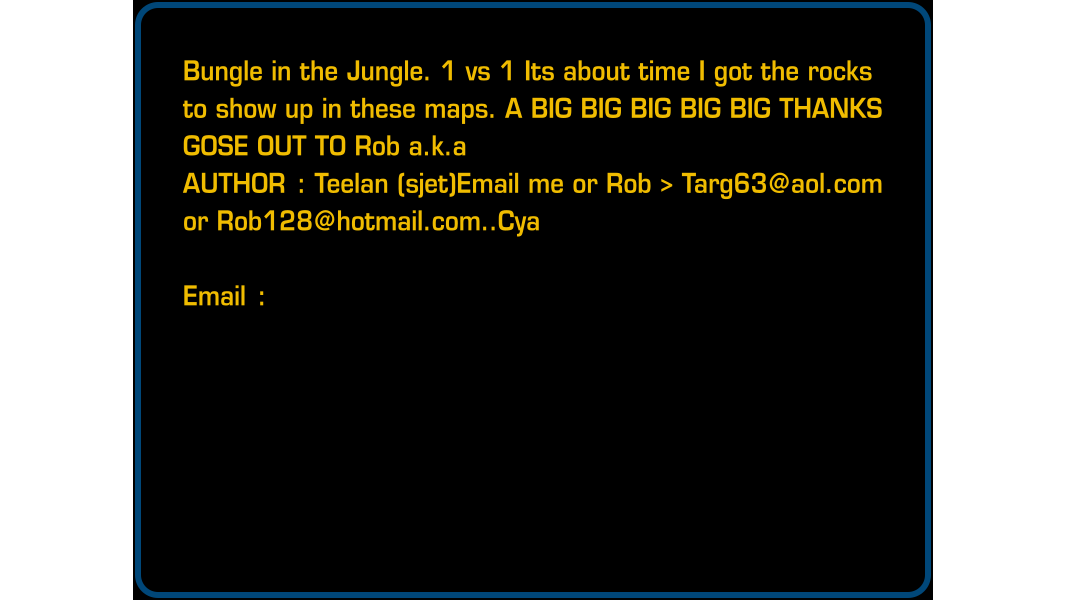 Bungle in the Jungle. 1 vs 1 Its about time I got the rocks
to show up in these maps. A BIG BIG BIG BIG BIG THANKS
GOSE OUT TO Rob a.k.a
AUTHOR : Teelan (sjet)Email me or Rob > Targ63@aol.com
or Rob128@hotmail.com..Cya
Email :